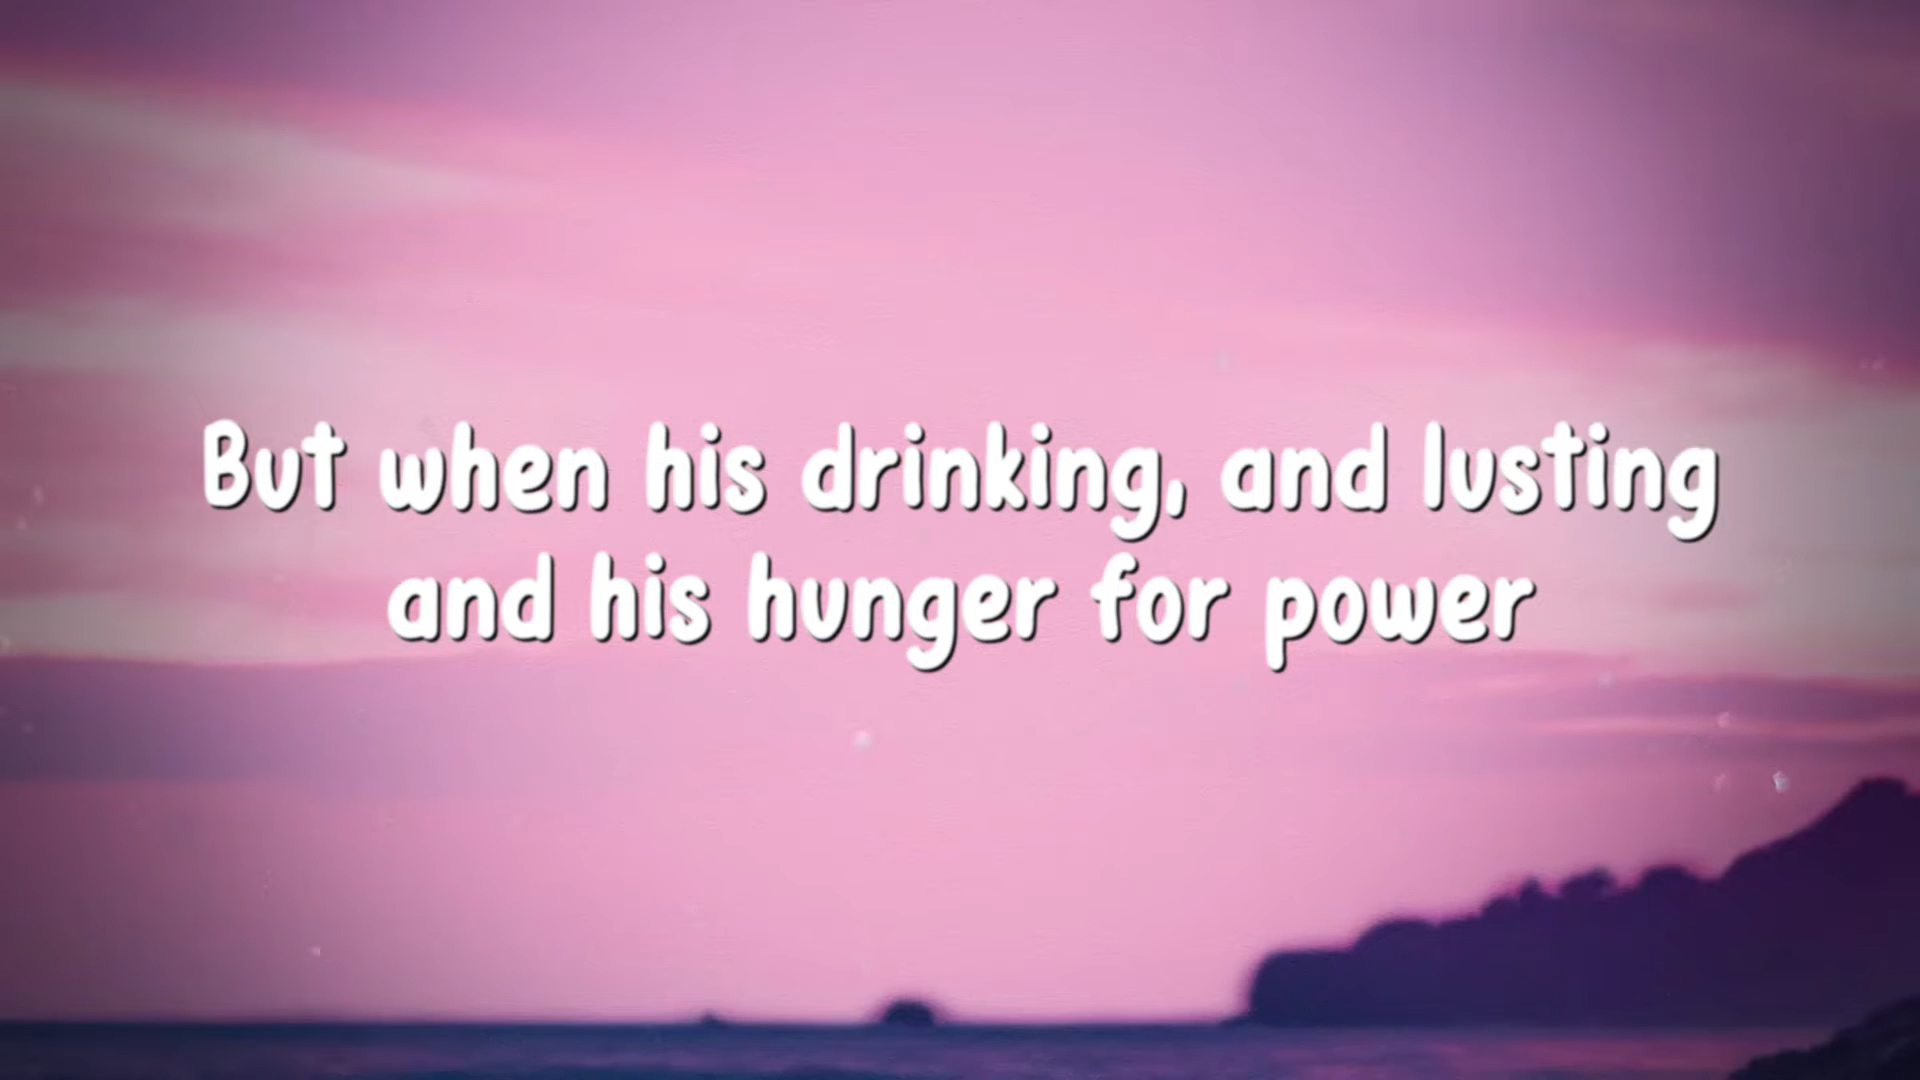 But when his drinking, and lusting
and his hunger for power